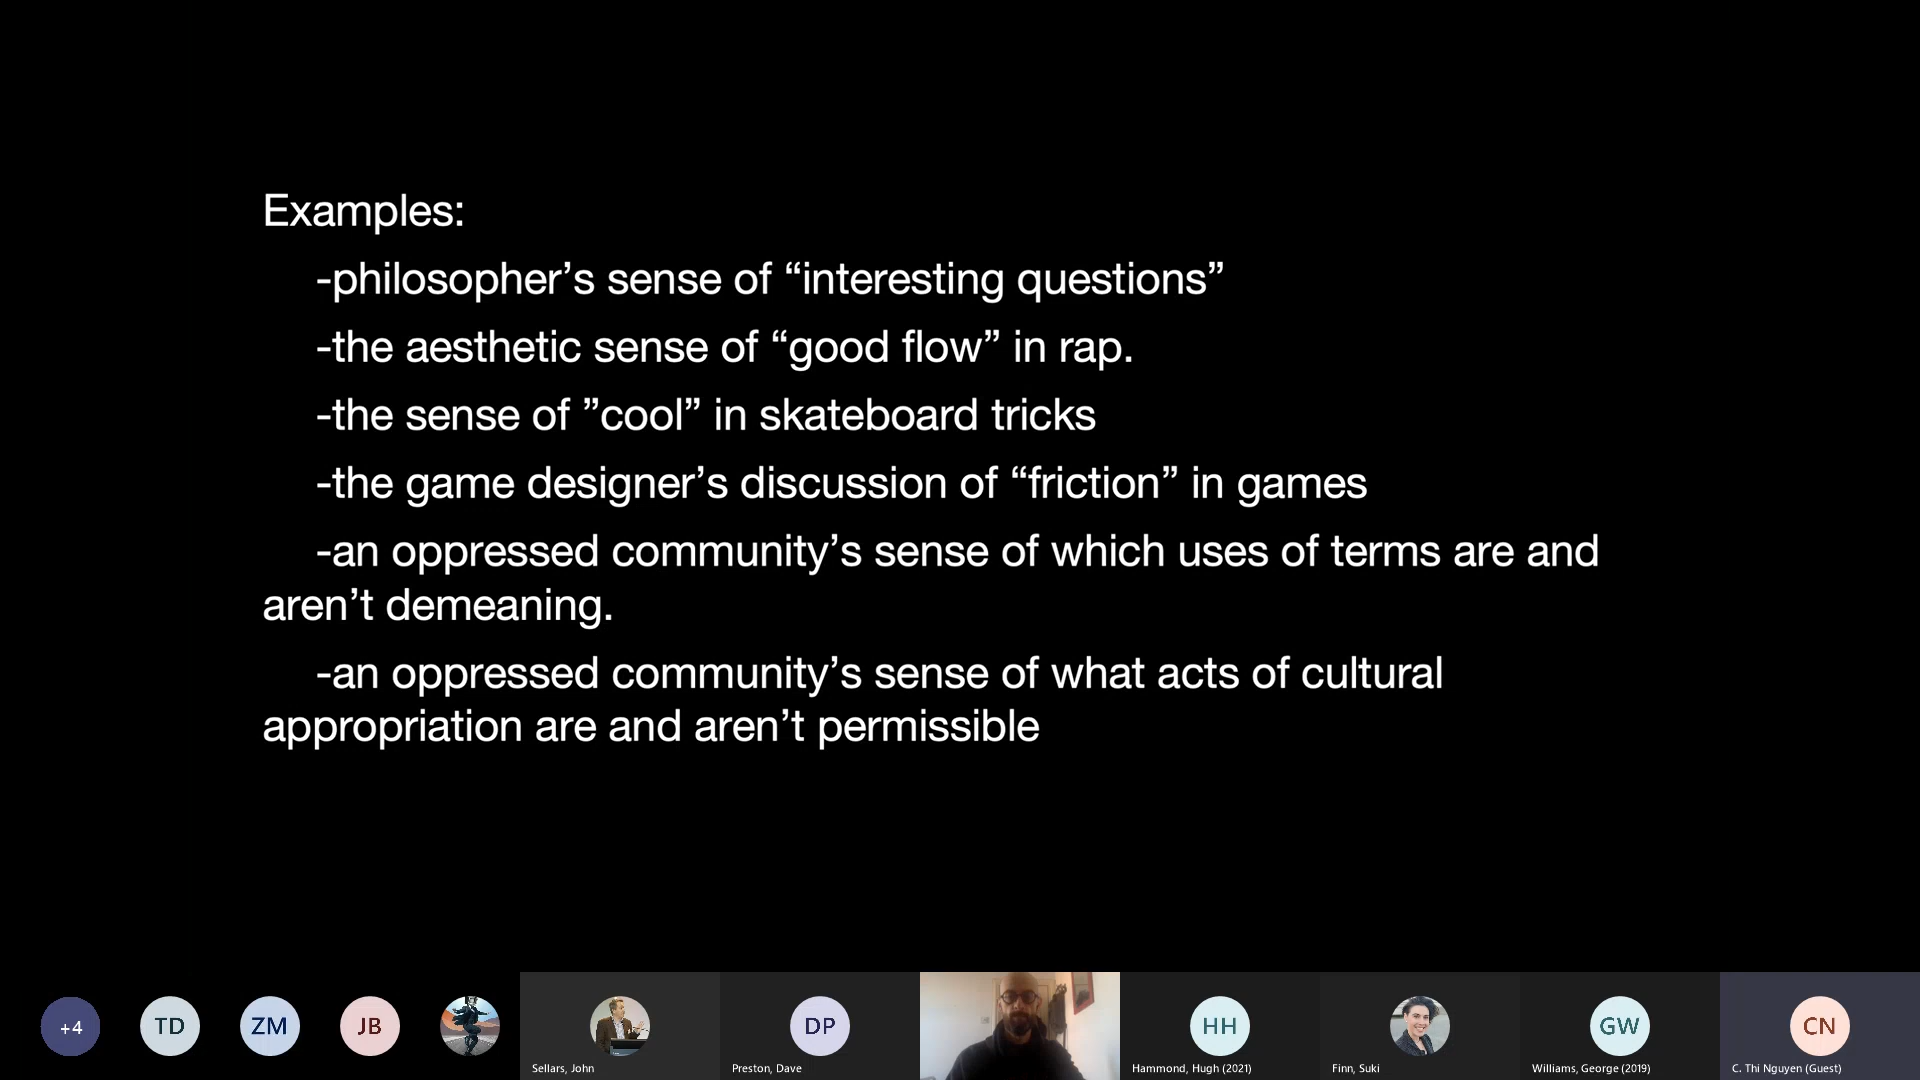 Examples:
-philosopher’s sense of “interesting questions”
-the aesthetic sense of “good flow” in rap.
-the sense of ”cool” in skateboard tricks
-the game designer’s discussion of “friction” in games
-an oppressed community’s sense of which uses of terms are and
aren’t demeaning.
-an oppressed community’s sense of what acts of cultural
appropriation are and aren’t permissible
+4
TD
ZM
JB
Sellars, John
DP
Preston, Dave
HH
Hammond, Hugh (2021)
Finn, Suki
GW
Williams, George (2019)
CN
C. Thi Nguyen (Guest)